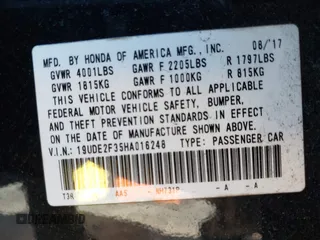 MFD. BY HONDA OF AMERICA MFG., INC. 08/'17
GVWR 4001LBS GAWR F 2205LBS R 1797LBS
GVWR 1815KG GAWR F 1000KG R 815KG
THIS VEHICLE CONFORMS TO ALL APPLICABLE
FEDERAL MOTOR VEHICLE SAFETY, BUMPER,
AND THEFT PREVENTION STANDARDS IN EFFECT
ON THE DATE OF MANUFACTURE SHOWN ABOVE.
V.I.N.: 19UDE2F35HA016248 TYPE: PASSENGER CAR
AA5 -A -A
DREAMBID